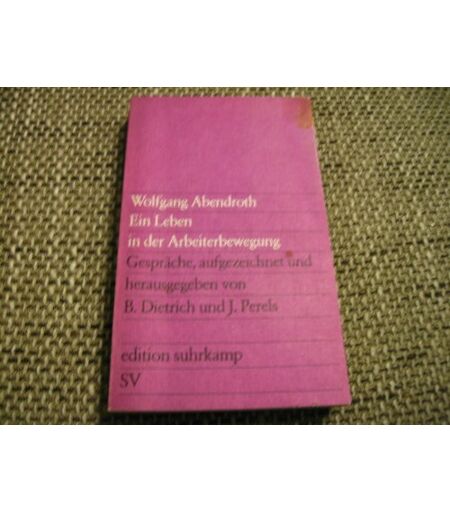 Wolfgang Abendroth
Ein Leben
in der Arbeiterbewegung
Gespräche, aufgezeichnet und
herausgegeben von
B. Dietrich und J. Perels
edition suhrkamp
SV